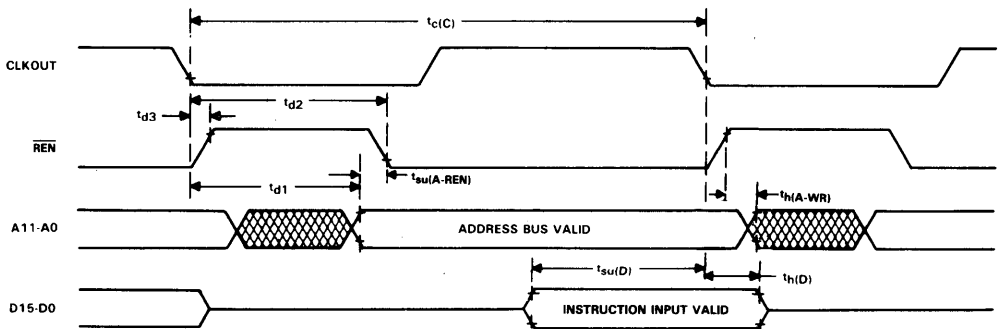 tc(C)
CLKOUT
td2
td3
REN
tsu(A-REN)
td1
th(A-WR)
A11-A0
ADDRESS BUS VALID
tsu(D)
th(D)
D15-D0
INSTRUCTION INPUT VALID